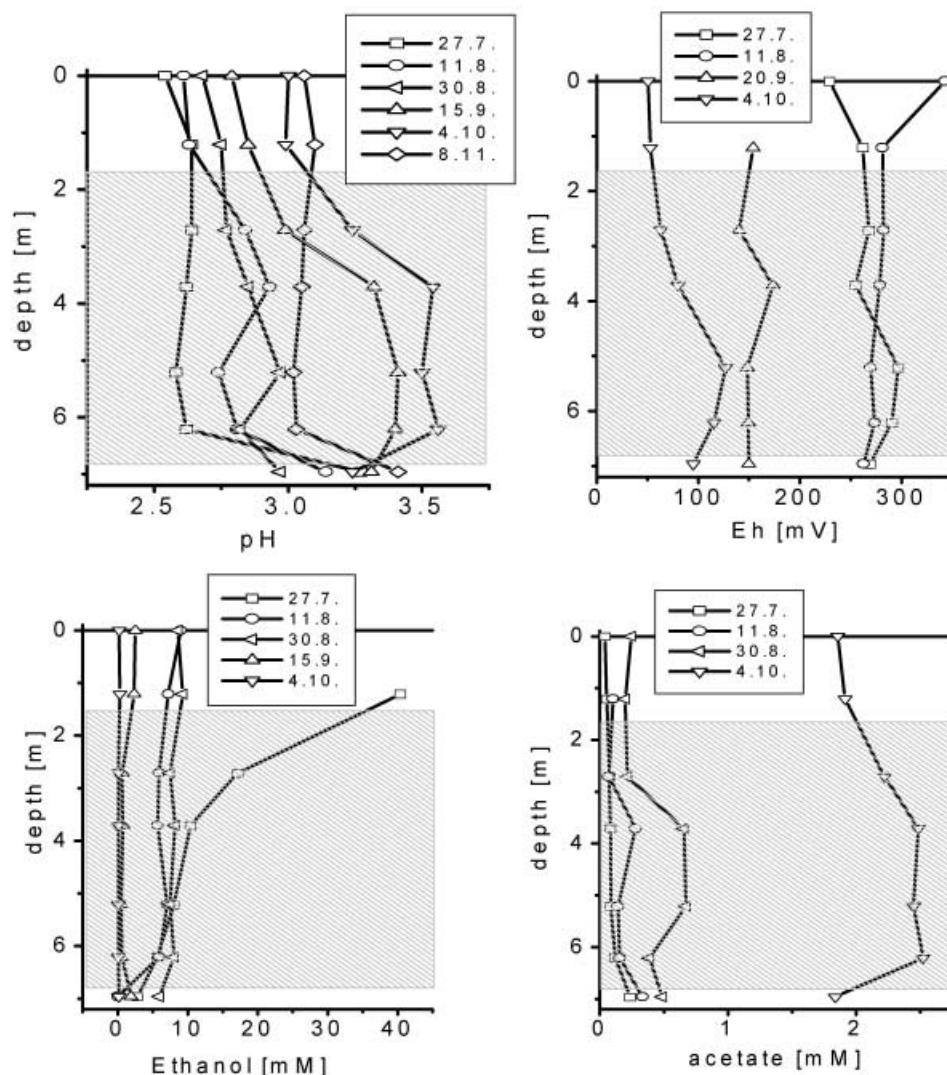 27.7.
11.8.
30.8.
15.9.
4.10.
8.11.
0
2
4
6
depth [m]
2.5 3.0 3.5
pH
27.7.
11.8.
20.9.
4.10.
0
2
4
6
depth [m]
0 100 200 300
Eh [mV]
27.7.
11.8.
30.8.
15.9.
4.10.
0
2
4
6
depth [m]
0 10 20 30 40
Ethanol [mM]
27.7.
11.8.
30.8.
4.10.
0
2
4
6
depth [m]
0 1 2
acetate [mM]